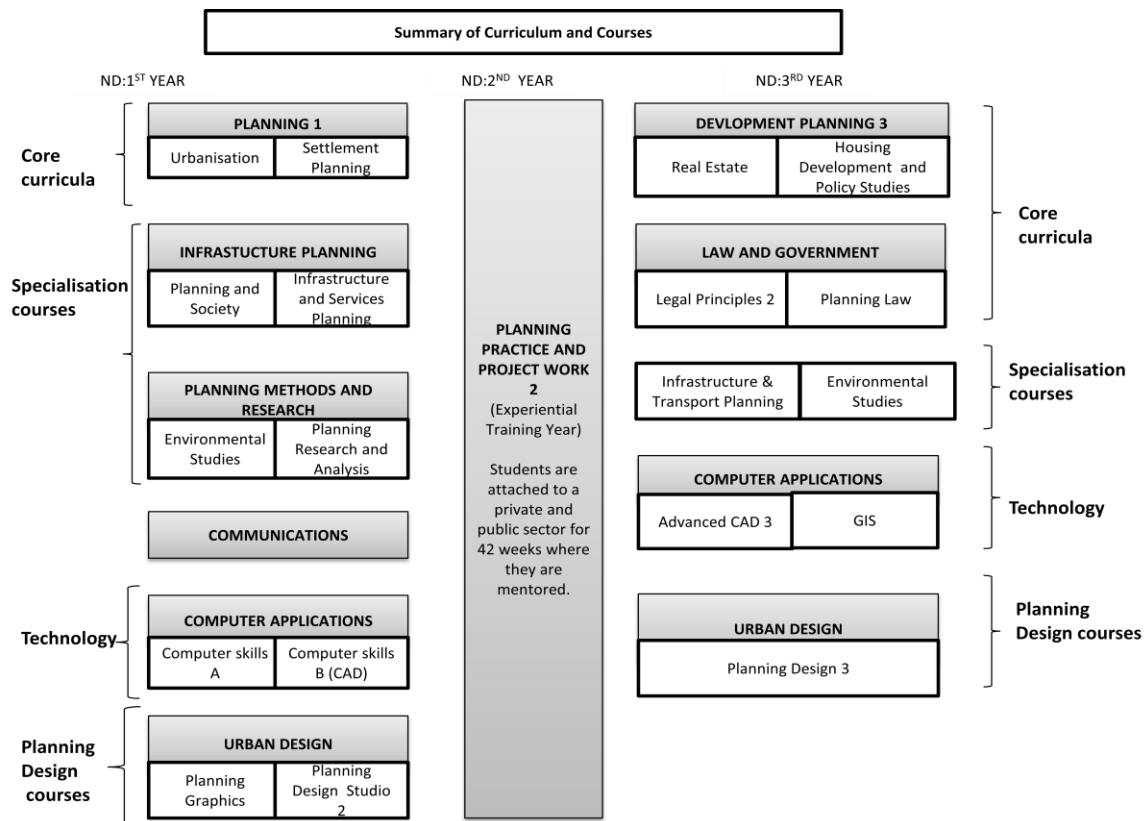 Summary of Curriculum and Courses
ND:1ST YEAR
ND:2ND YEAR
ND:3RD YEAR
Core
curricula
PLANNING 1
Urbanisation
Settlement
Planning
Specialisation
courses
INFRASTUCTURE PLANNING
Planning and
Society
Infrastructure
and Services
Planning
PLANNING METHODS AND
RESEARCH
Environmental
Studies
Planning
Research and
Analysis
COMMUNICATIONS
Technology
COMPUTER APPLICATIONS
Computer skills
A
Computer skills
B (CAD)
Planning
Design
courses
URBAN DESIGN
Planning
Graphics
Planning
Design Studio
2
PLANNING
PRACTICE AND
PROJECT WORK
2
(Experiential
Training Year)
Students are
attached to a
private and
public sector for
42 weeks where
they are
mentored.
DEVLOPMENT PLANNING 3
Real Estate
Housing
Development and
Policy Studies
LAW AND GOVERNMENT
Legal Principles 2
Planning Law
Core
curricula
Infrastructure &
Transport Planning
Environmental
Studies
Specialisation
courses
COMPUTER APPLICATIONS
Advanced CAD 3
GIS
Technology
URBAN DESIGN
Planning Design 3
Planning
Design courses